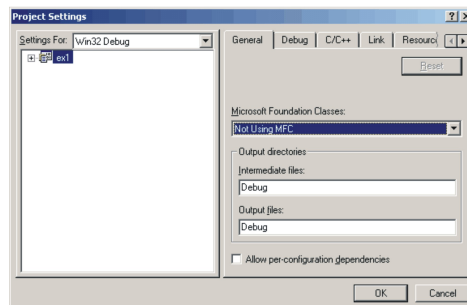 Project Settings
Settings For: Win32 Debug
ex1
General Debug C/C++ Link
Reset
Microsoft Foundation Classes:
Not Using MFC
Output directories
Intermediate files:
Debug
Output files:
Debug
Allow per-configuration dependencies
OK Cancel